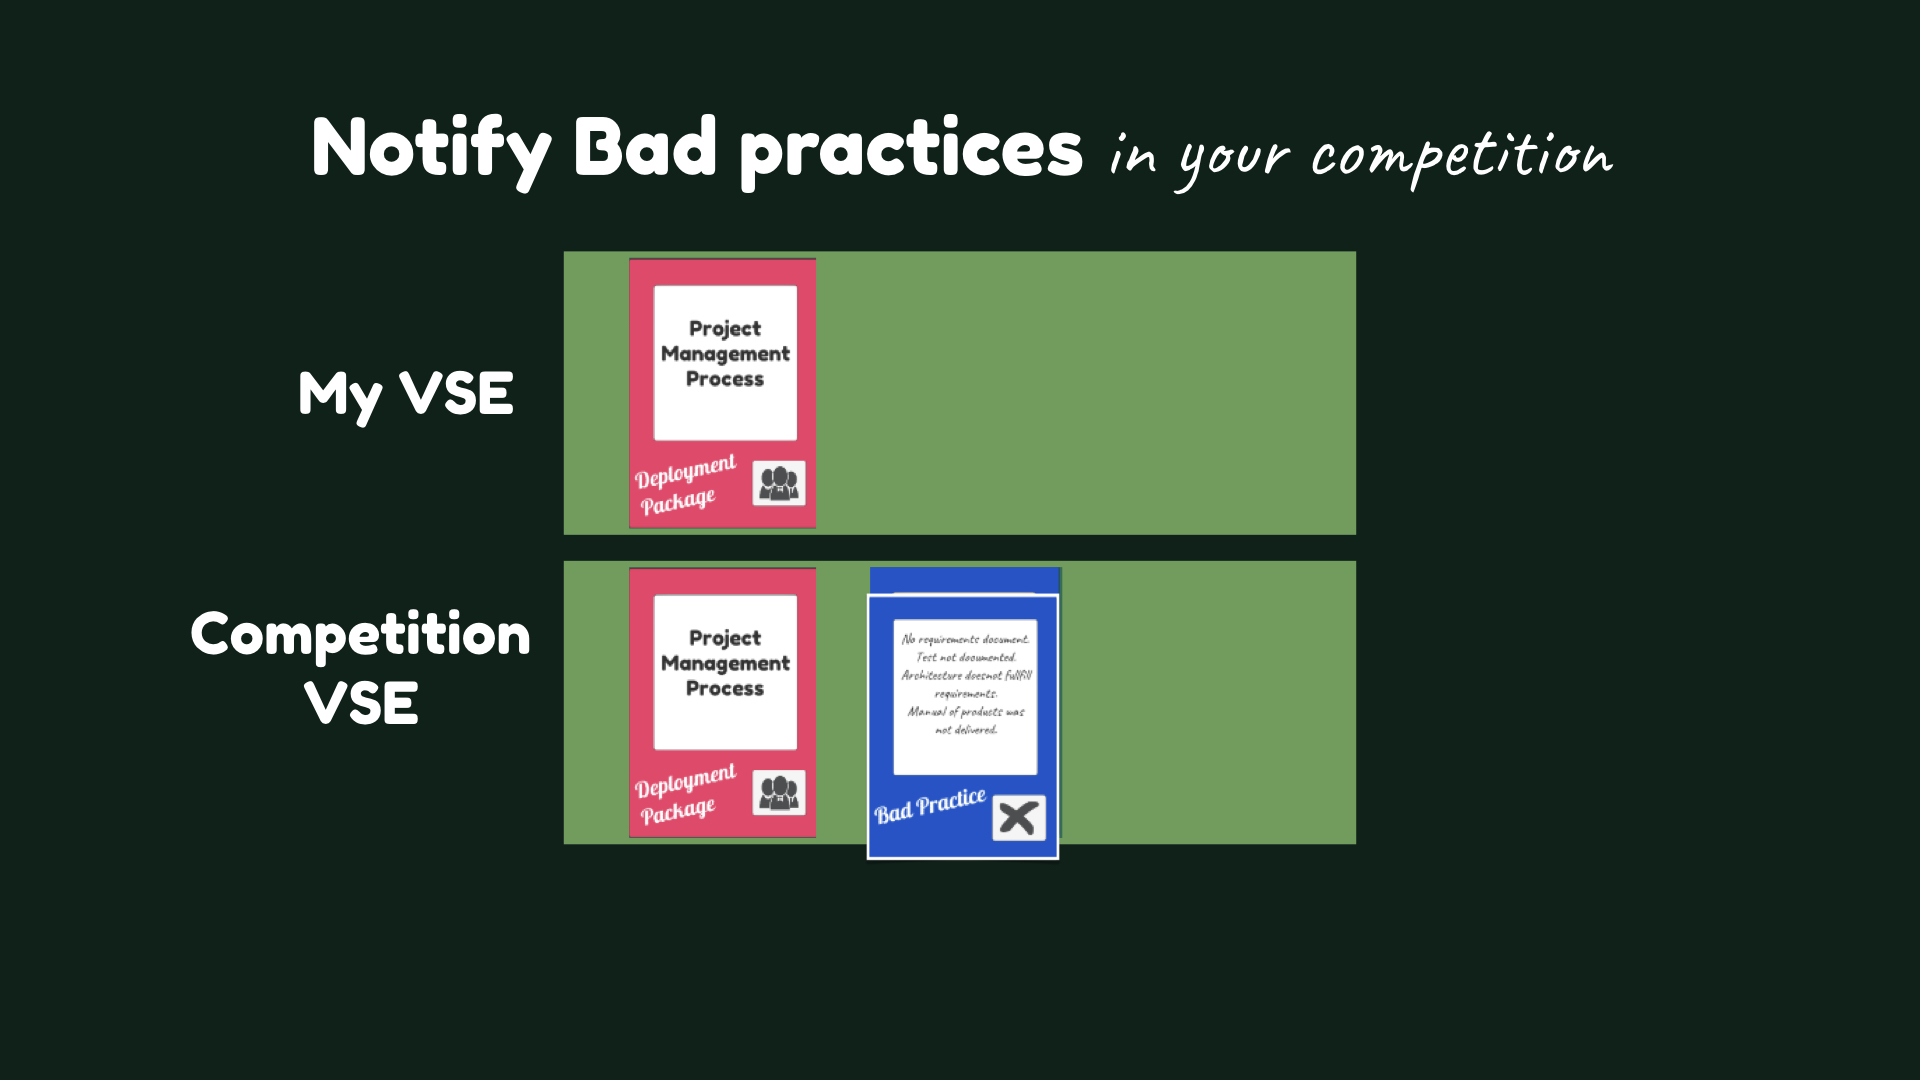 Notify Bad practices in your competition
My VSE
Project
Management
Process
Deployment
Package
Competition
VSE
Project
Management
Process
Deployment
Package
No requirements document.
Test not documented.
Architecture doesnot fullfill
requirements.
Manual of products was
not delivered.
Bad Practice